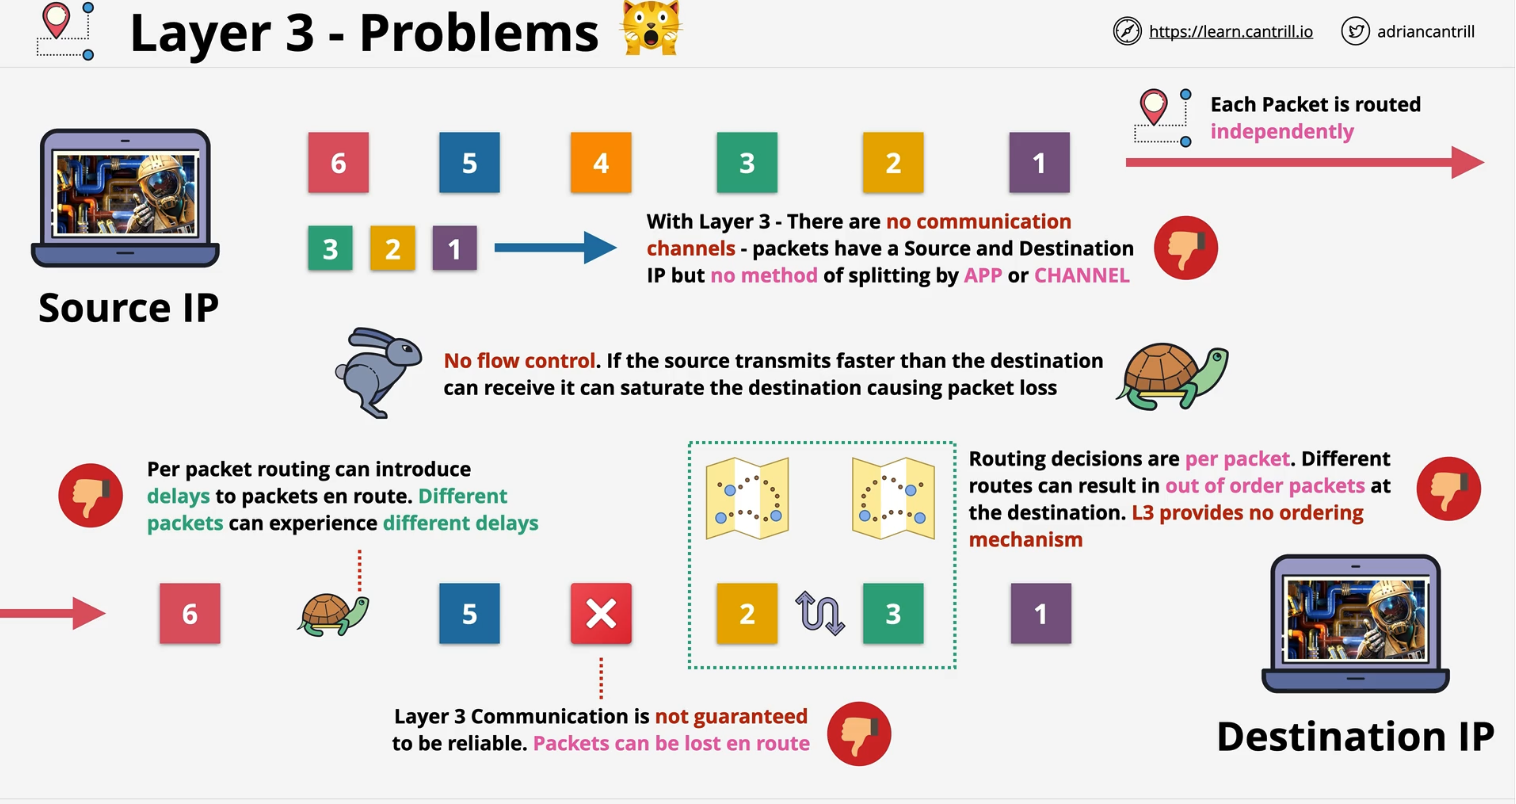 Layer 3 - Problems
https://learn.cantrill.io
adriancantrill
Each Packet is routed
independently
6
5
4
3
2
1
With Layer 3 - There are no communication
channels - packets have a Source and Destination
IP but no method of splitting by APP or CHANNEL
3
2
1
Source IP
No flow control. If the source transmits faster than the destination
can receive it can saturate the destination causing packet loss
Per packet routing can introduce
delays to packets en route. Different
packets can experience different delays
Routing decisions are per packet. Different
routes can result in out of order packets at
the destination. L3 provides no ordering
mechanism
6
5
2
3
1
Layer 3 Communication is not guaranteed
to be reliable. Packets can be lost en route
Destination IP